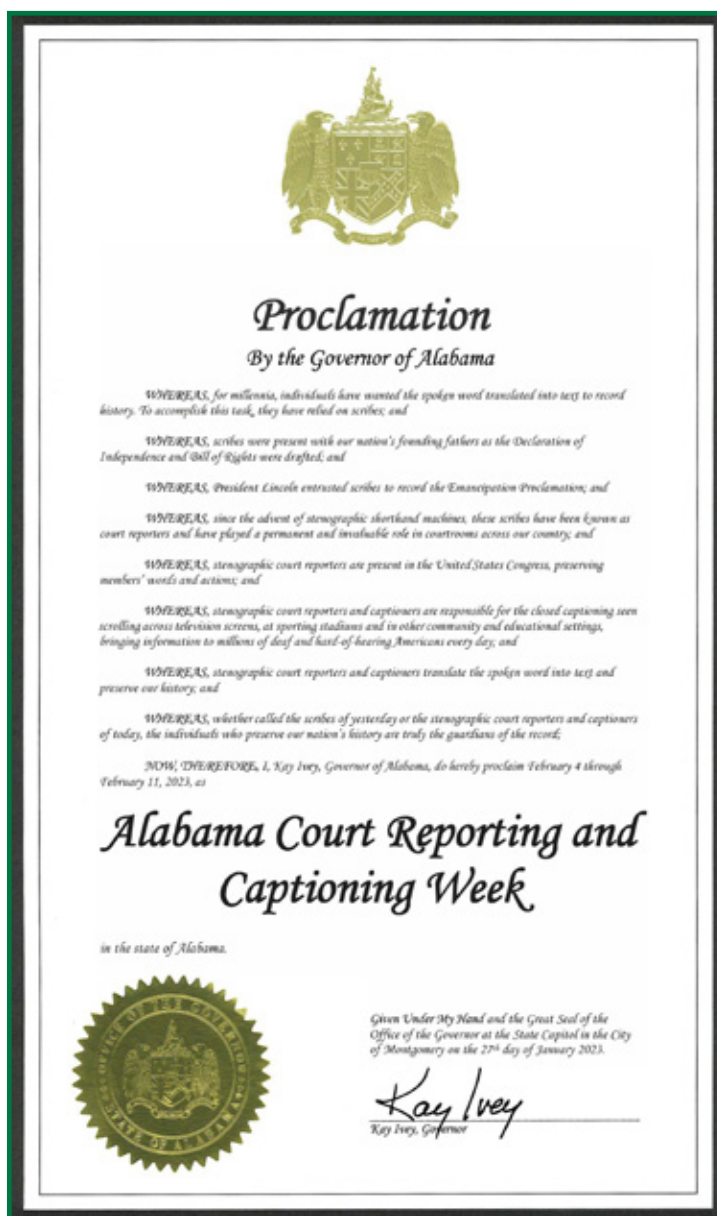 Proclamation
By the Governor of Alabama
WHEREAS, for millennia, individuals have wanted the spoken word translated into text to record
history. To accomplish this task, they have relied on scribes; and
WHEREAS, scribes were present with our nation's founding fathers as the Declaration of
Independence and Bill of Rights were drafted; and
WHEREAS, President Lincoln entrusted scribes to record the Emancipation Proclamation; and
WHEREAS, since the advent of stenographic shorthand machines, these scribes have been known as
court reporters and have played a permanent and invaluable role in courtrooms across our country; and
WHEREAS, stenographic court reporters are present in the United States Congress, preserving
members' words and actions; and
WHEREAS, stenographic court reporters and captioners are responsible for the closed captioning seen
scrolling across television screens, at sporting stadiums and in other community and educational settings,
bringing information to millions of deaf and hard-of-hearing Americans every day; and
WHEREAS, stenographic court reporters and captioners translate the spoken word into text and
preserve our history; and
WHEREAS, whether called the scribes of yesterday or the stenographic court reporters and captioners
of today, the individuals who preserve our nation's history are truly the guardians of the record;
NOW, THEREFORE, I, Kay Ivey, Governor of Alabama, do hereby proclaim February 4 through
February 11, 2023, as
Alabama Court Reporting and
Captioning Week
in the state of Alabama.
OFFICE OF THE GOVERNOR
STATE OF ALABAMA
Given Under My Hand and the Great Seal of the
Office of the Governor at the State Capitol in the City
of Montgomery on the 27th day of January 2023.
Kay Ivey
Kay Ivey, Governor